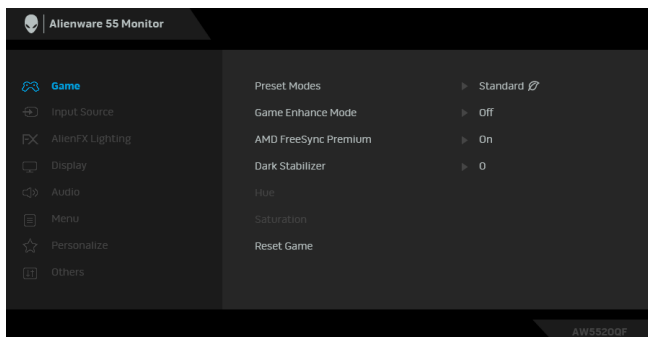 Alienware 55 Monitor
Game
Input Source
AlienFX Lighting
Display
Audio
Menu
Personalize
Others
Preset Modes Standard
Game Enhance Mode Off
AMD FreeSync Premium On
Dark Stabilizer 0
Hue
Saturation
Reset Game
AW5520QF